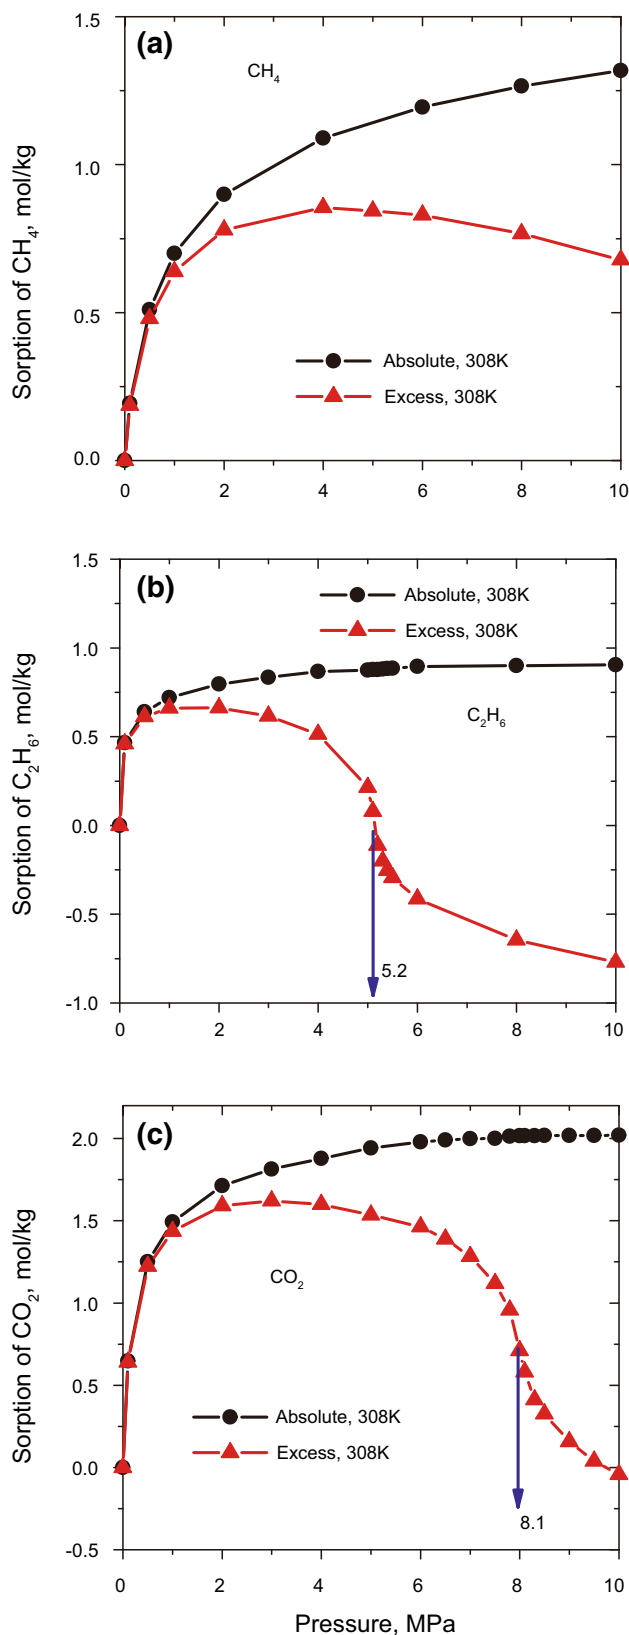 1.5
(a)
CH₄
1.0
Sorption of CH₄, mol/kg
0.5
Absolute, 308K
Excess, 308K
0.0
0 2 4 6 8 10
1.5
(b)
Absolute, 308K
Excess, 308K
1.0
C₂H₆
0.5
Sorption of C₂H₆, mol/kg
0.0
-0.5
5.2
-1.0
0 2 4 6 8 10
(c)
2.0
1.5
CO₂
1.0
Sorption of CO₂, mol/kg
0.5
Absolute, 308K
Excess, 308K
0.0
8.1
-0.5
0 2 4 6 8 10
Pressure, MPa